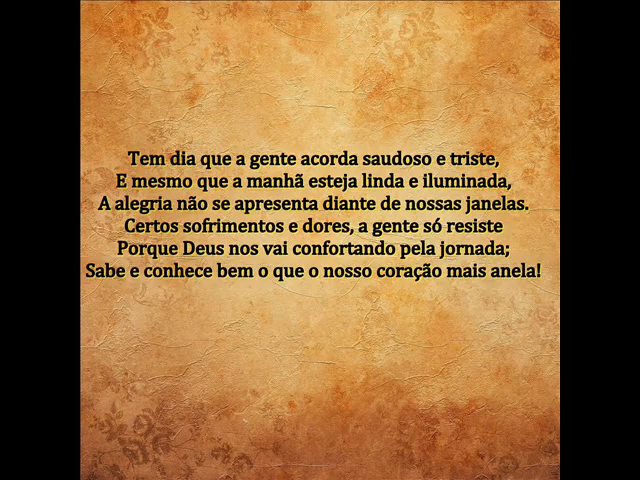 Tem dia que a gente acorda saudoso e triste,
E mesmo que a manhã esteja linda e iluminada,
A alegria não se apresenta diante de nossas janelas.
Certos sofrimentos e dores, a gente só resiste
Porque Deus nos vai confortando pela jornada;
Sabe e conhece bem o que o nosso coração mais anela!